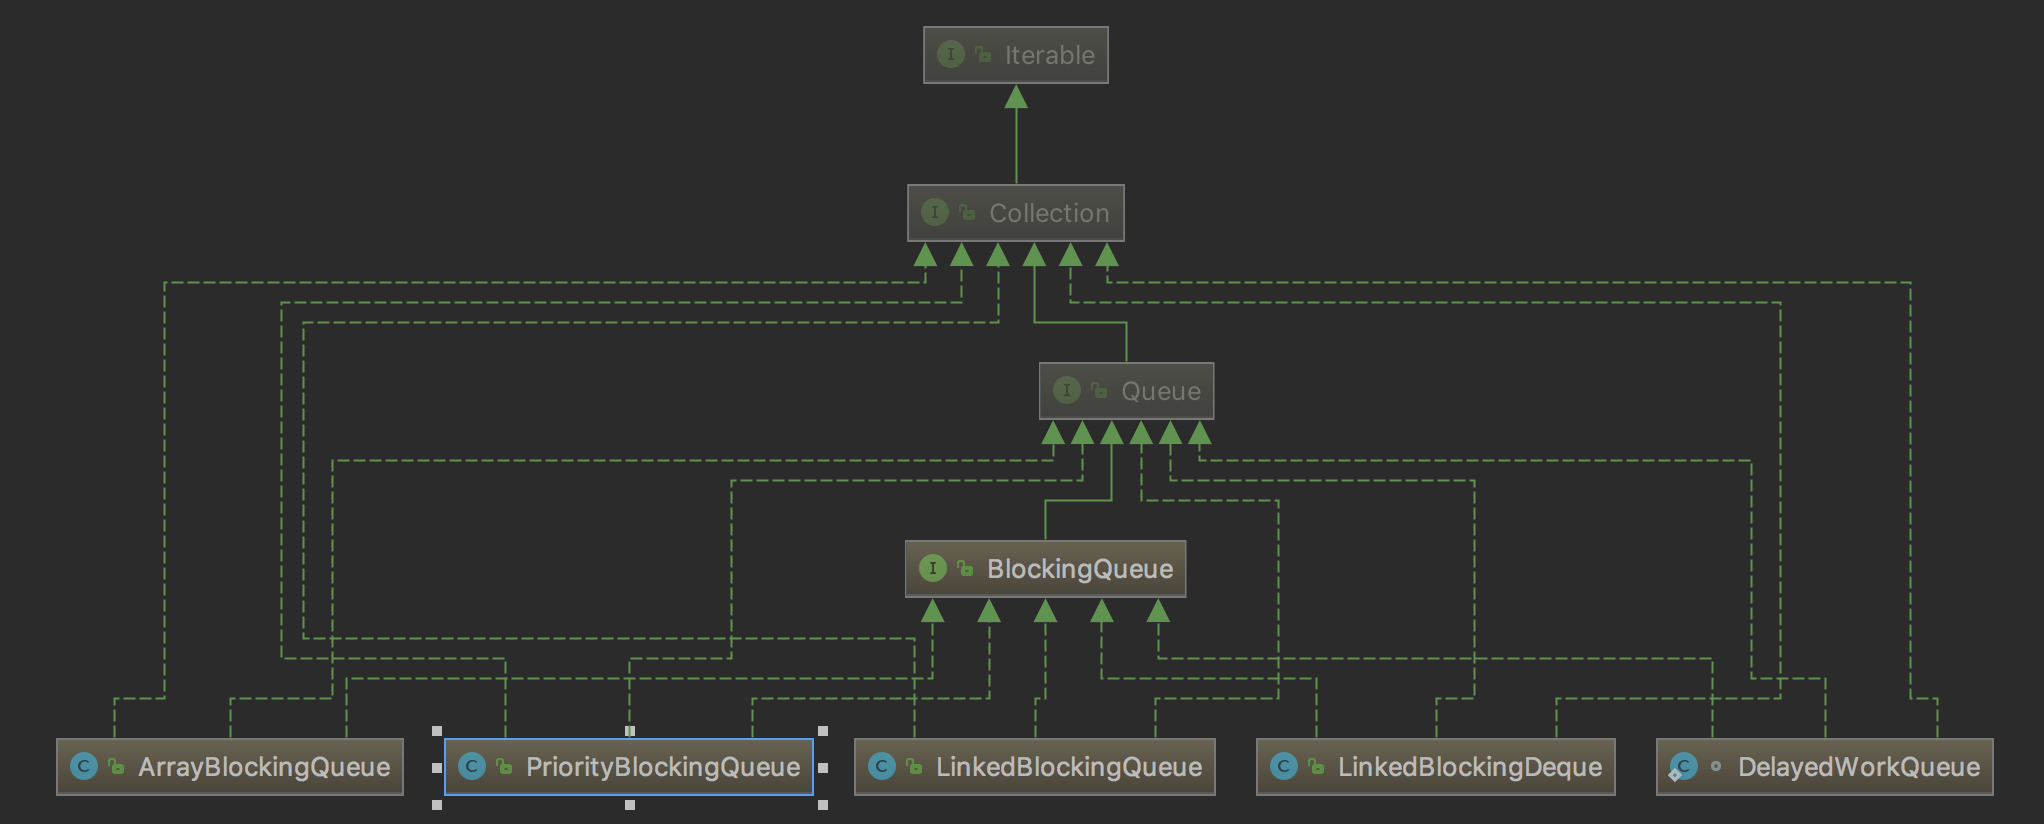 I Iterable
I Collection
I Queue
I BlockingQueue
C ArrayBlockingQueue
C PriorityBlockingQueue
C LinkedBlockingQueue
C LinkedBlockingDeque
C DelayedWorkQueue